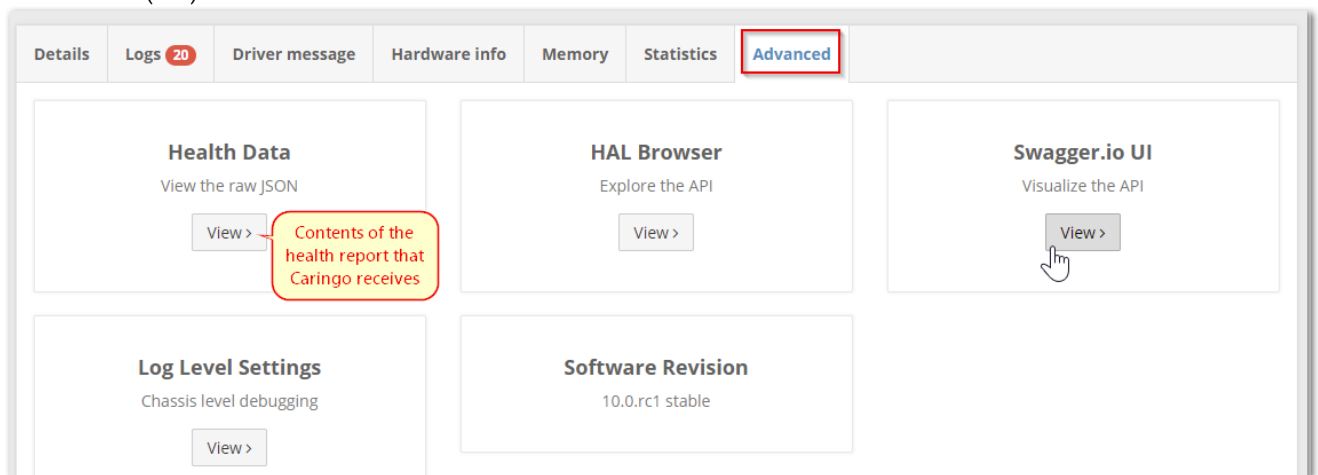 Details Logs 20 Driver message Hardware info Memory Statistics Advanced
Health Data
View the raw JSON
View >
Contents of the
health report that
Caringo receives
HAL Browser
Explore the API
View >
Swagger.io UI
Visualize the API
View >
Log Level Settings
Chassis level debugging
View >
Software Revision
10.0.rc1 stable